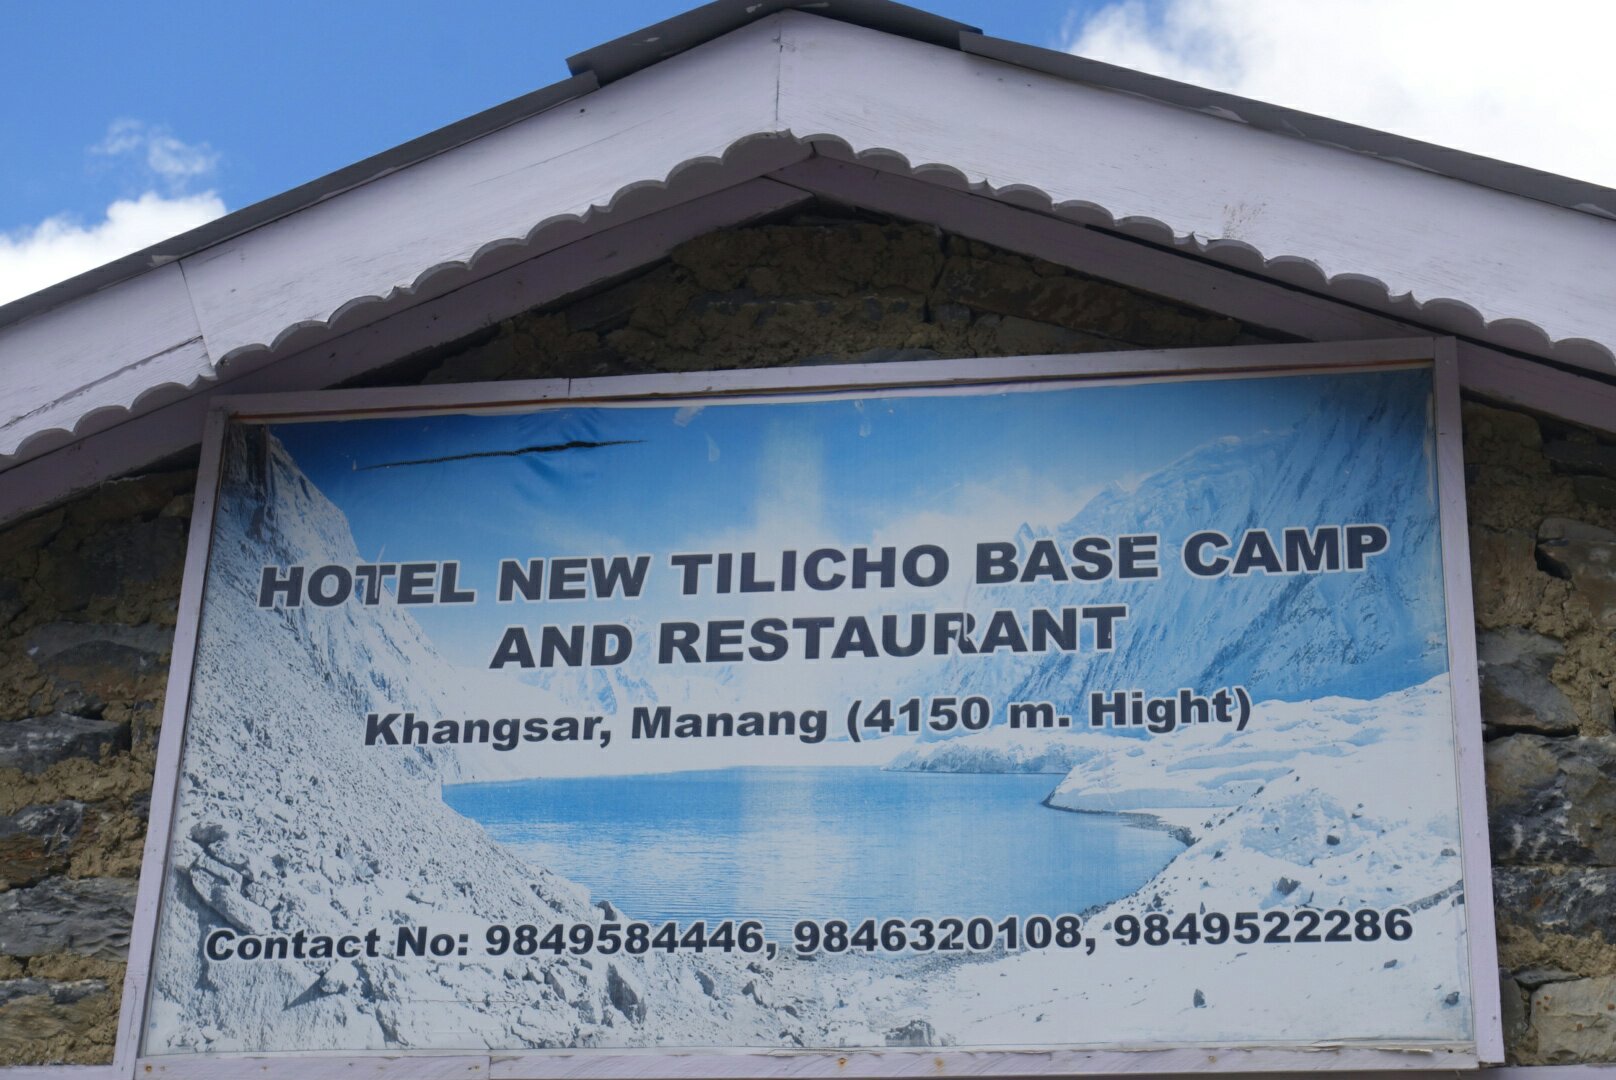 HOTEL NEW TILICHO BASE CAMP
AND RESTAURANT
Khangsar, Manang (4150 m. Hight)
Contact No: 9849584446, 9846320108, 9849522286